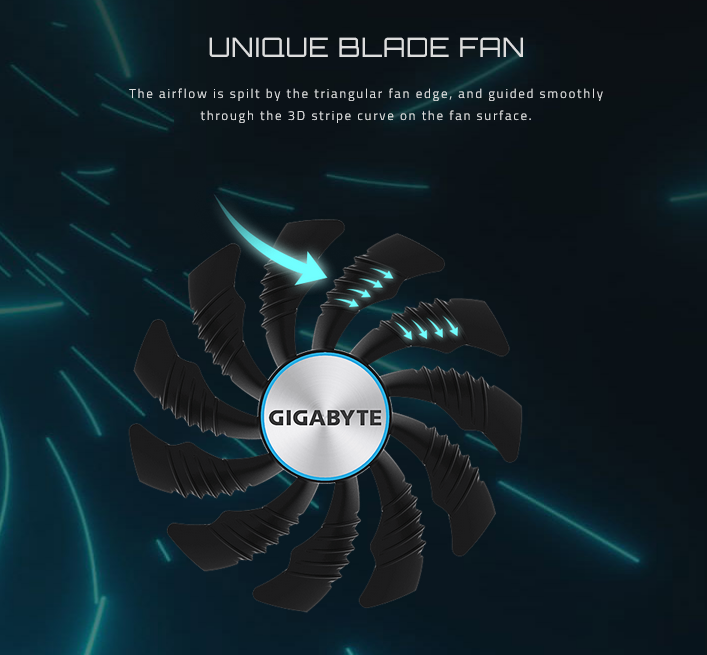 UNIQUE BLADE FAN
The airflow is spilt by the triangular fan edge, and guided smoothly
through the 3D stripe curve on the fan surface.
GIGABYTE